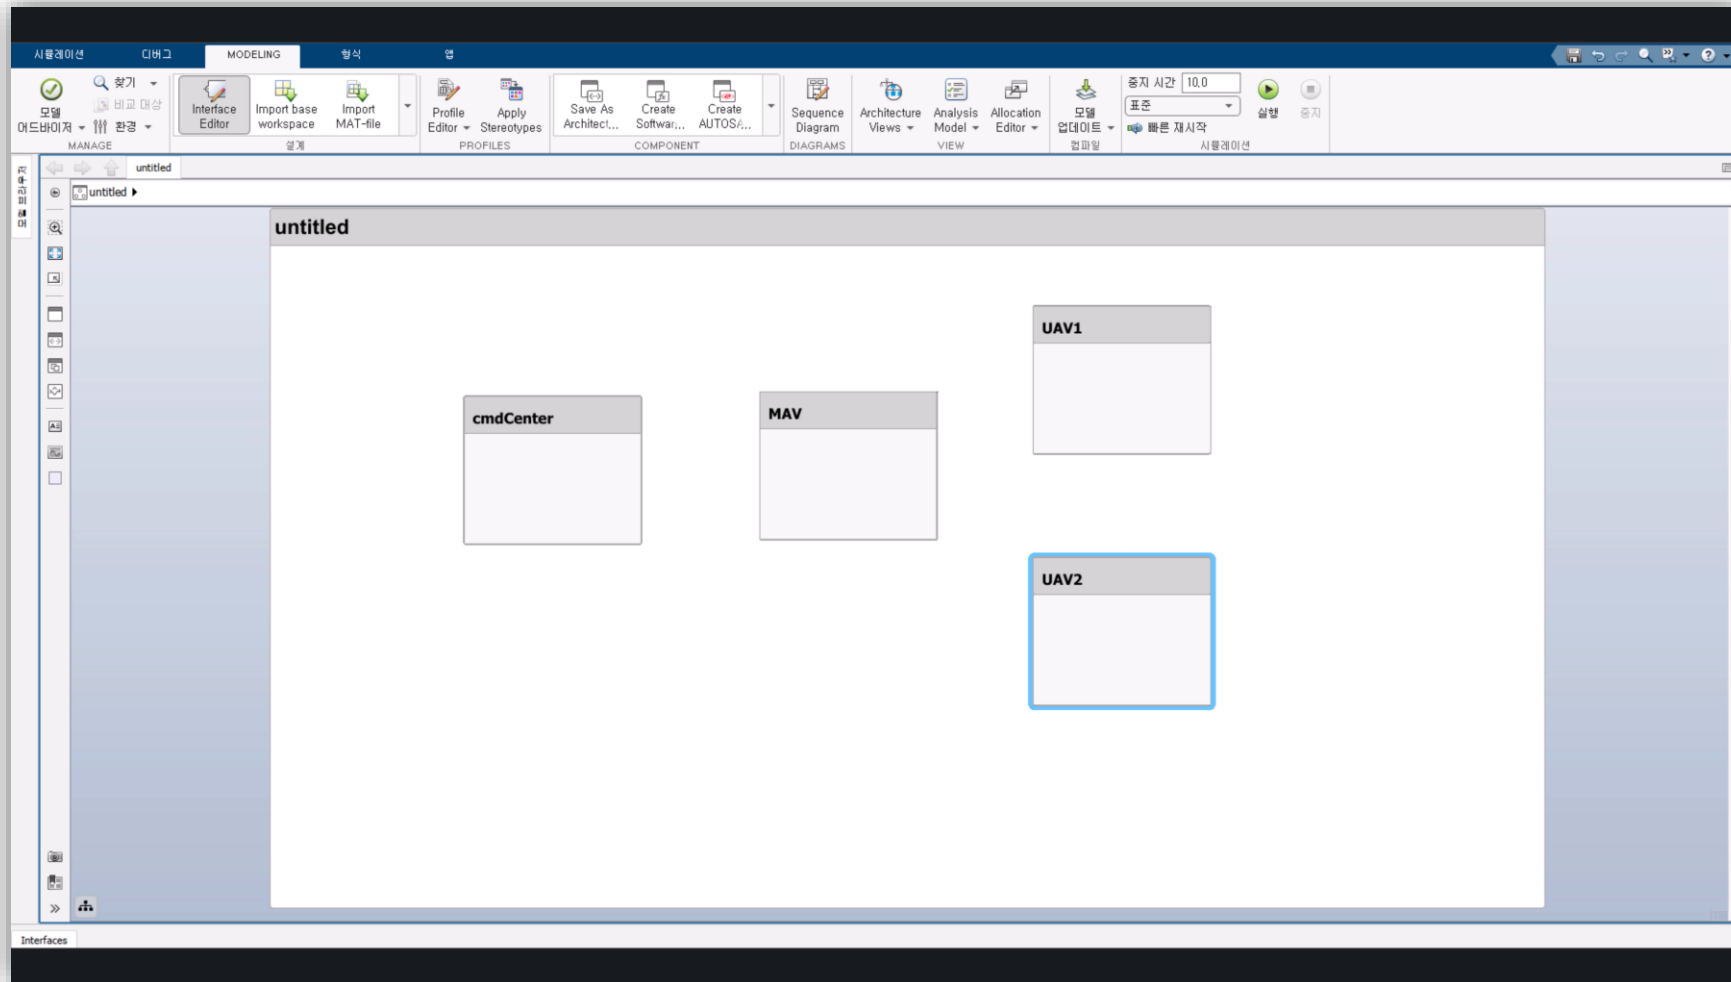 시뮬레이션 디버그 MODELING 형식 앱
모델
어드바이저
찾기
비교 대상
환경
MANAGE
Interface
Editor
Import base
workspace
Import
MAT-file
설계
Profile
Editor
Apply
Stereotypes
PROFILES
Save As
Architect...
Create
Softwar...
Create
AUTOSA...
COMPONENT
Sequence
Diagram
DIAGRAMS
Architecture
Views
Analysis
Model
Allocation
Editor
VIEW
모델
업데이트
컴파일
중지 시간 10.0
표준
빠른 재시작
실행
중지
시뮬레이션
untitled
untitled
untitled
UAV1
cmdCenter
MAV
UAV2
Interfaces